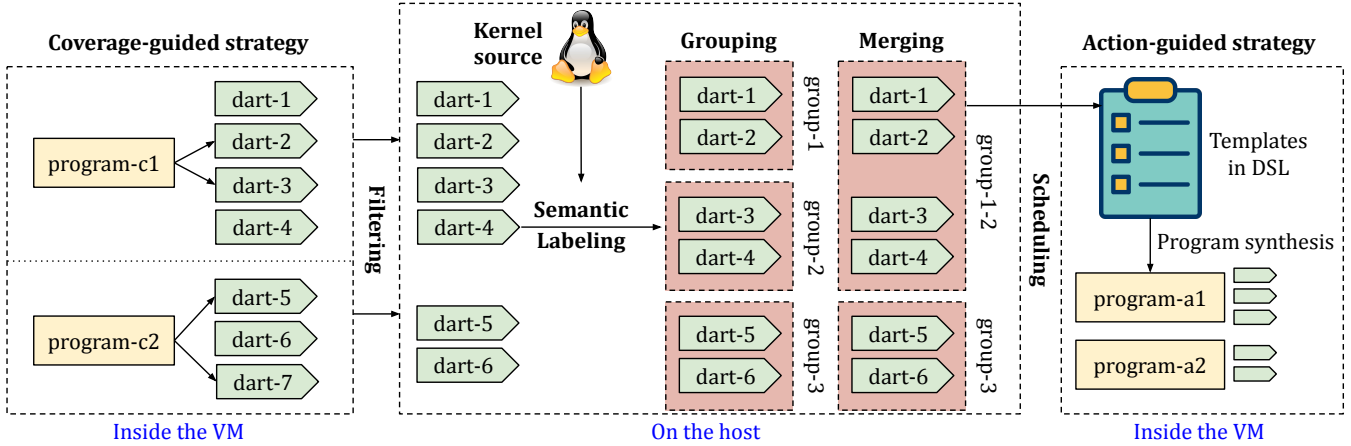 Coverage-guided strategy
program-c1
dart-1
dart-2
dart-3
dart-4
program-c2
dart-5
dart-6
dart-7
Inside the VM
Filtering
Kernel
source
dart-1
dart-2
dart-3
dart-4
dart-5
dart-6
Semantic
Labeling
Grouping
dart-1
dart-2
group-1
dart-3
dart-4
group-2
dart-5
dart-6
group-3
Merging
dart-1
dart-2
dart-3
dart-4
group-1-2
dart-5
dart-6
group-3
On the host
Scheduling
Action-guided strategy
Templates
in DSL
Program synthesis
program-a1
program-a2
Inside the VM